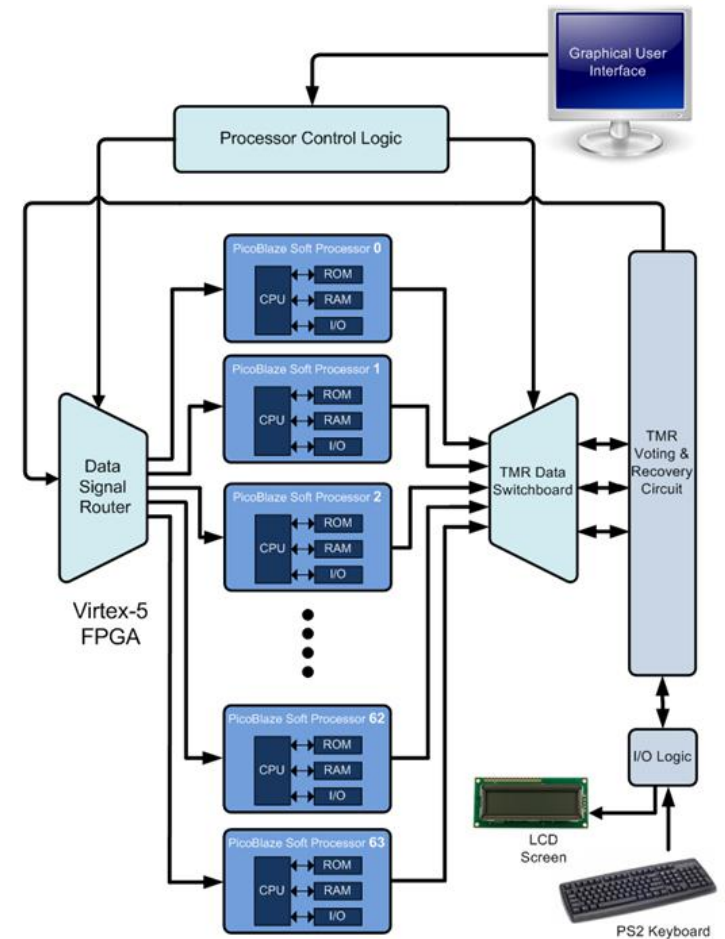 Graphical User
Interface
Processor Control Logic
PicoBlaze Soft Processor 0
CPU
ROM
RAM
I/O
PicoBlaze Soft Processor 1
CPU
ROM
RAM
I/O
Data
Signal
Router
TMR Data
Switchboard
TMR
Voting &
Recovery
Circuit
PicoBlaze Soft Processor 2
CPU
ROM
RAM
I/O
Virtex-5
FPGA
PicoBlaze Soft Processor 62
CPU
ROM
RAM
I/O
I/O Logic
LCD
Screen
PicoBlaze Soft Processor 63
CPU
ROM
RAM
I/O
PS2 Keyboard